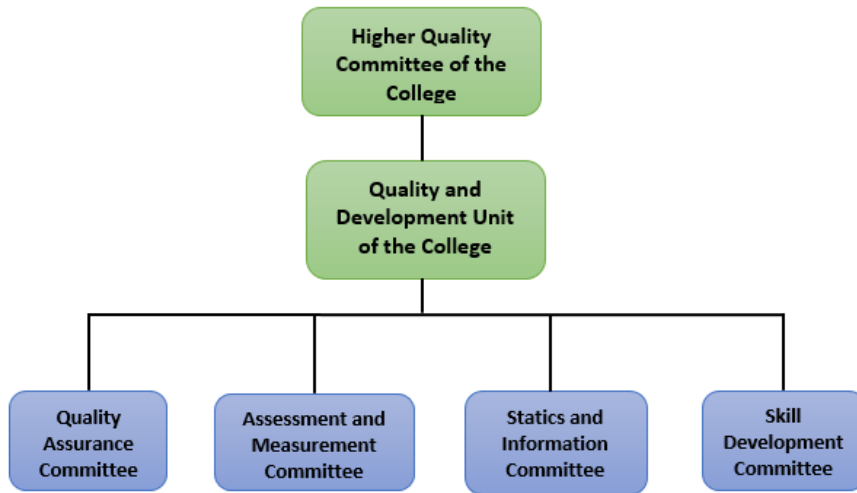 Higher Quality
Committee of the
College
Quality and
Development Unit
of the College
Quality
Assurance
Committee
Assessment and
Measurement
Committee
Statics and
Information
Committee
Skill
Development
Committee